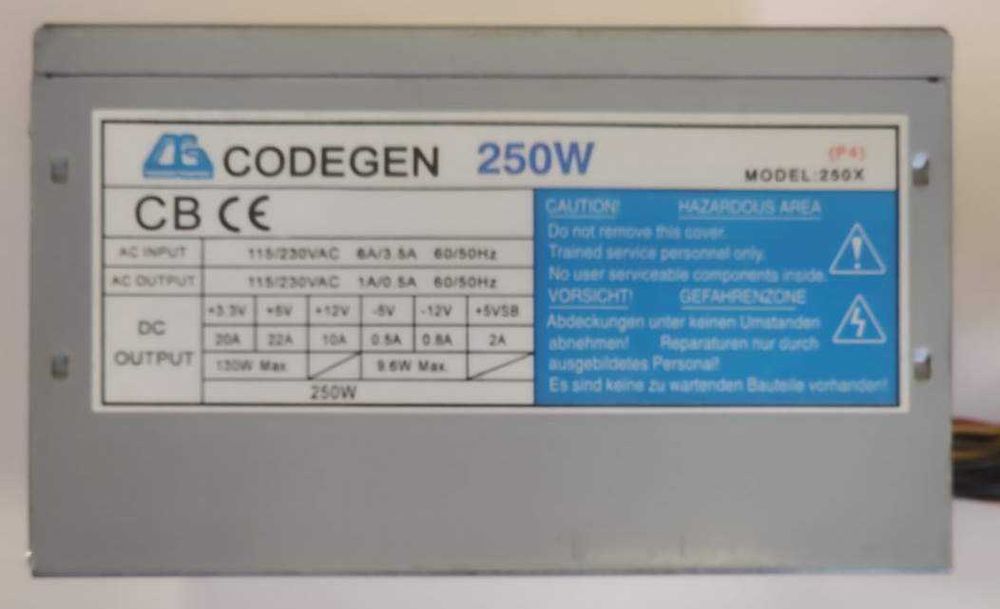 CODEGEN 250W
(P4)
MODEL:250X
CB CE
AC INPUT 115/230VAC 6A/3.5A 60/50Hz
AC OUTPUT 115/230VAC 1A/0.5A 60/50Hz
DC OUTPUT
+3.3V +5V +12V -5V -12V +5VSB
20A 22A 10A 0.5A 0.8A 2A
130W Max 9.6W Max.
250W
CAUTION! HAZARDOUS AREA
Do not remove this cover.
Trained service personnel only.
No user serviceable components inside.
VORSICHT! GEFAHRENZONE
Abdeckungen unter keinen Umstanden
abnehmen! Reparaturen nur durch
ausgebildetes Personal!
Es sind keine zu wartenden Bauteile vorhanden!